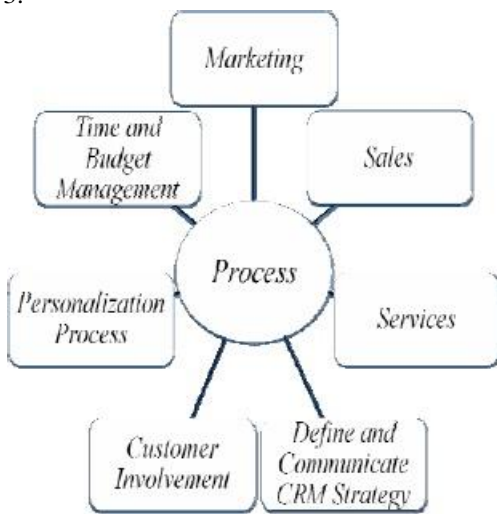 Marketing
Time and
Budget
Management
Sales
Process
Personalization
Process
Services
Customer
Involvement
Define and
Communicate
CRM Strategy